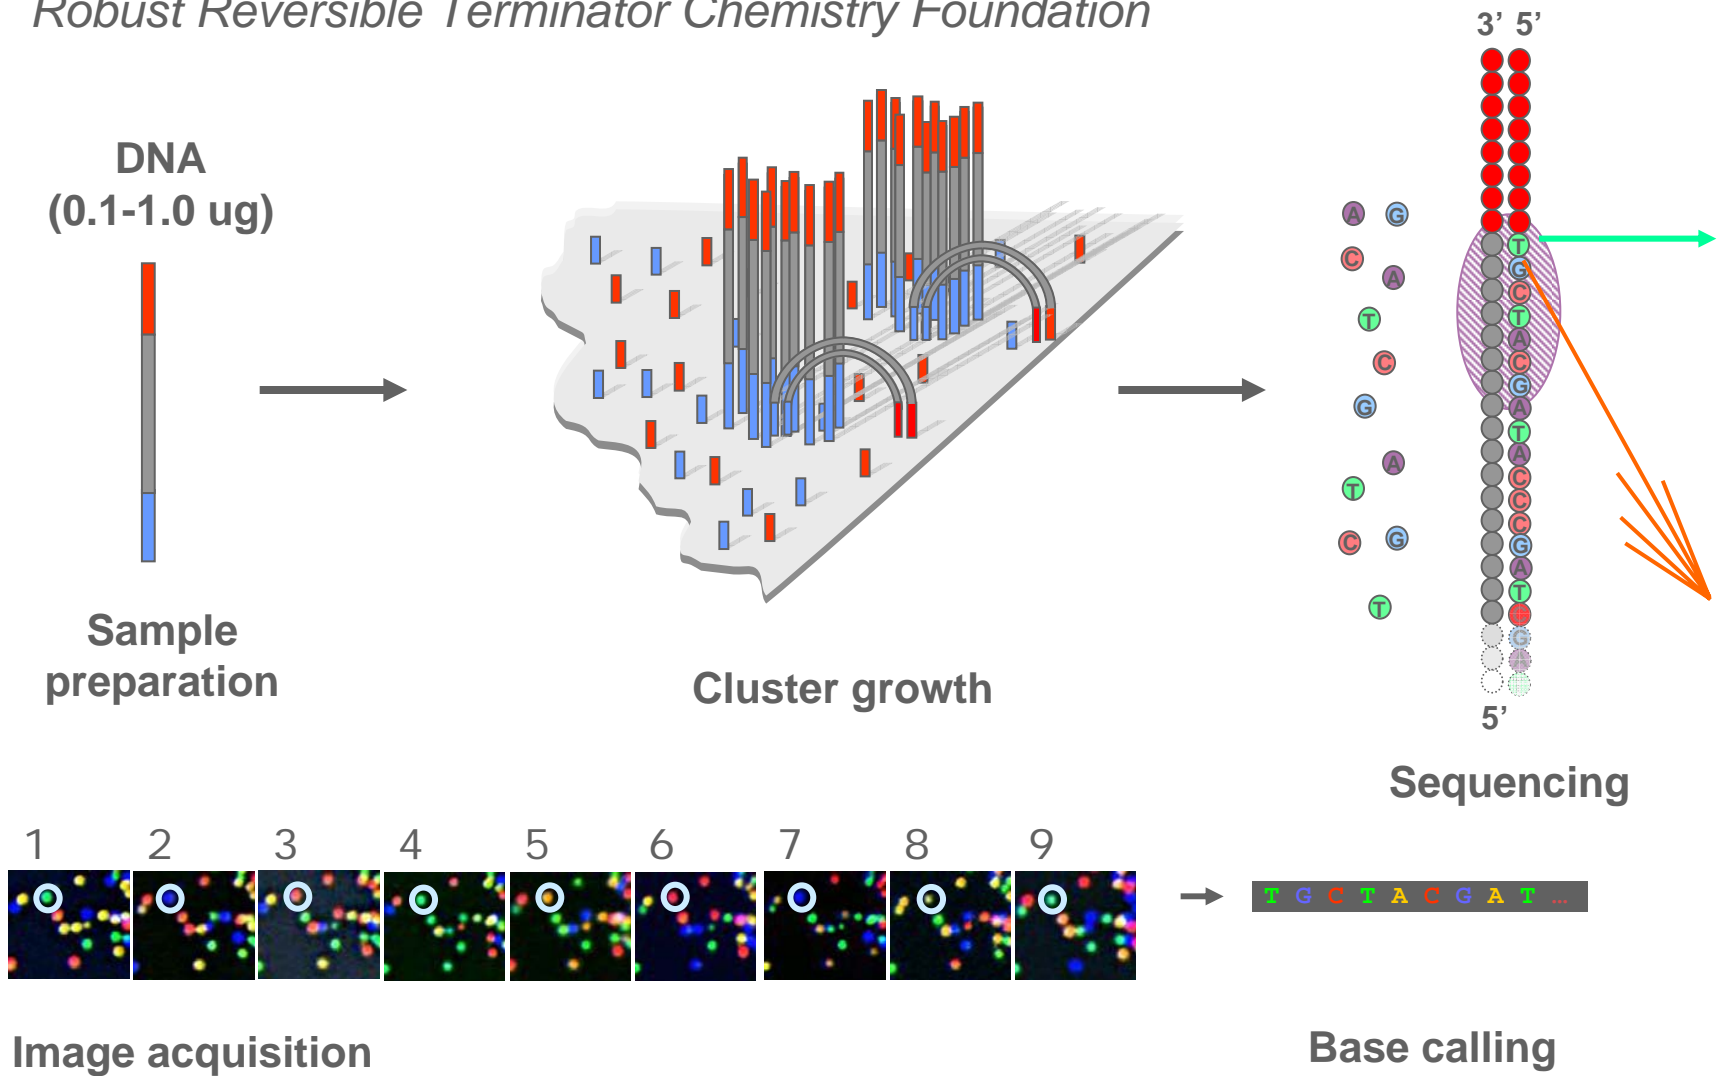 Robust Reversible Terminator Chemistry Foundation
3’ 5’
DNA
(0.1-1.0 ug)
A G
C
A
T
C
G
A
T
C G
T
T
G
C
T
A
C
G
A
T
A
C
C
C
G
A
T
G
A
5’
Sample
preparation
Cluster growth
Sequencing
1 2 3 4 5 6 7 8 9
T G C T A C G A T ...
Image acquisition
Base calling